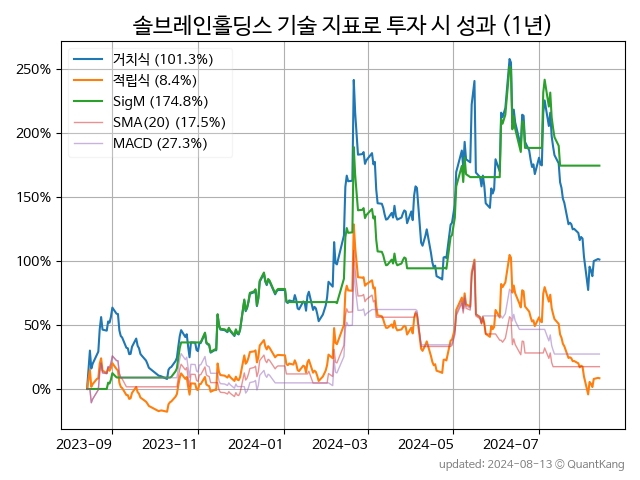 솔브레인홀딩스 기술 지표로 투자 시 성과 (1년)
거치식 (101.3%)
적립식 (8.4%)
SigM (174.8%)
SMA(20) (17.5%)
MACD (27.3%)
250%
200%
150%
100%
50%
0%
2023-09 2023-11 2024-01 2024-03 2024-05 2024-07
updated: 2024-08-13 ⓒ QuantKang